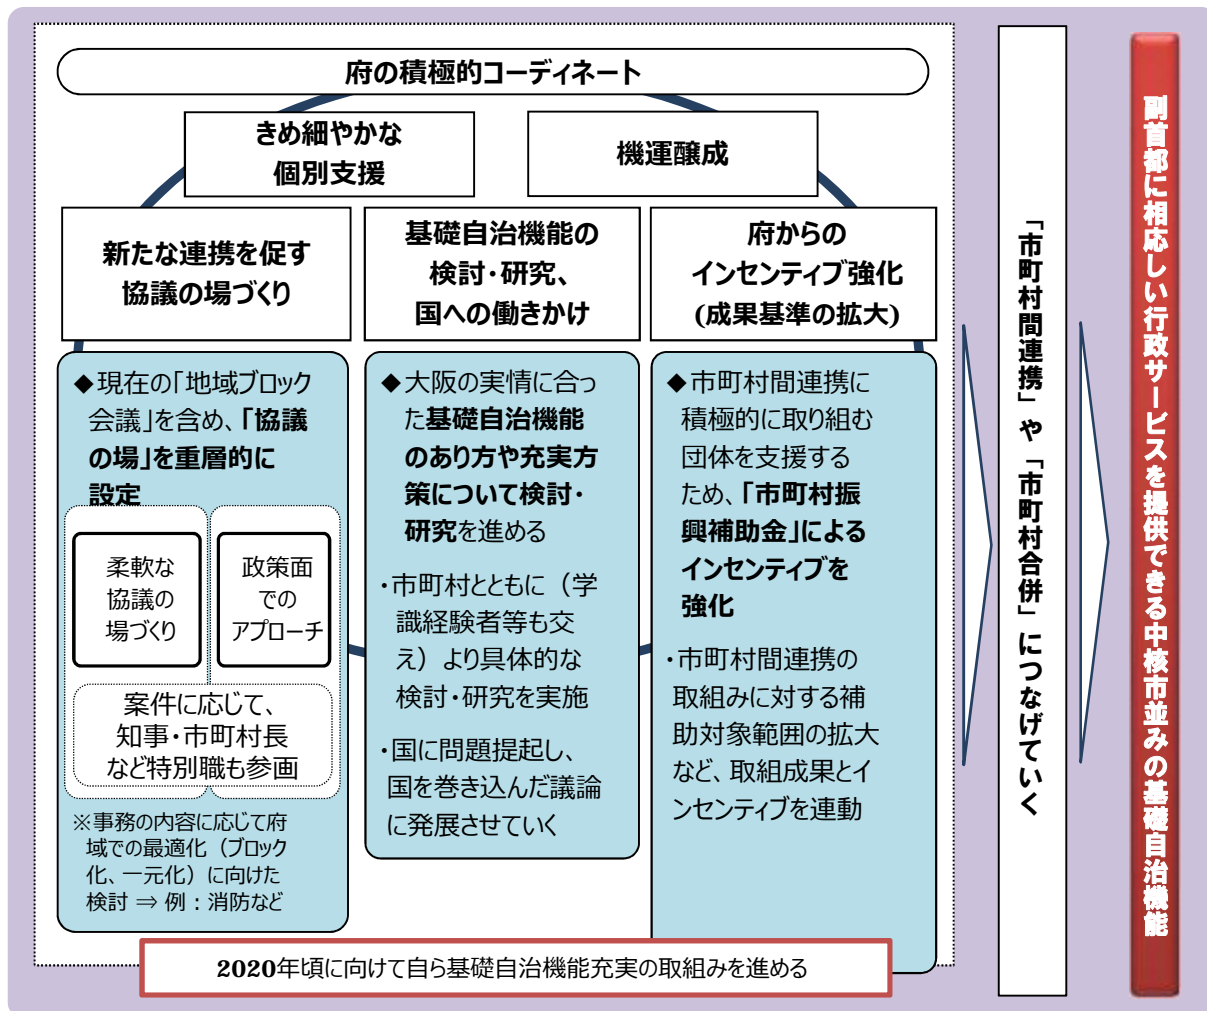 府の積極的コーディネート
きめ細やかな
個別支援
機運醸成
新たな連携を促す
協議の場づくり
基礎自治機能の
検討・研究、
国への働きかけ
府からの
インセンティブ強化
(成果基準の拡大)
◆現在の「地域ブロック
会議」を含め、「協議
の場」を重層的に
設定
柔軟な
協議の
場づくり
政策面
での
アプローチ
案件に応じて、
知事・市町村長
など特別職も参画
※事務の内容に応じて府
域での最適化（ブロック
化、一元化）に向けた
検討 ⇒ 例：消防など
◆大阪の実情に合っ
た基礎自治機能
のあり方や充実方
策について検討・
研究を進める
・市町村とともに（学
識経験者等も交
え）より具体的な
検討・研究を実施
・国に問題提起し、
国を巻き込んだ議論
に発展させていく
◆市町村間連携に
積極的に取り組む
団体を支援する
ため、「市町村振
興補助金」による
インセンティブを
強化
・市町村間連携の
取組みに対する補
助対象範囲の拡大
など、取組成果とイ
ンセンティブを連動
2020年頃に向けて自ら基礎自治機能充実の取組みを進める
「市町村間連携」や「市町村合併」につなげていく
副首都に相応しい行政サービスを提供できる中核市並みの基礎自治機能